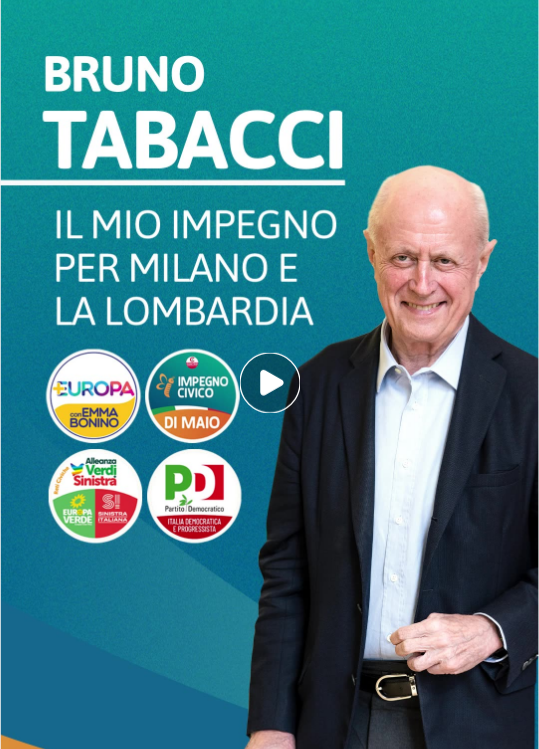 BRUNO
TABACCI
IL MIO IMPEGNO
PER MILANO E
LA LOMBARDIA
+EUROPA
con EMMA
BONINO
IMPEGNO
CIVICO
DI MAIO
Alleanza
Verdi
Sinistra
EUROPA
VERDE
SI
SINISTRA
ITALIANA
PD
Partito Democratico
ITALIA DEMOCRATICA
E PROGRESSISTA